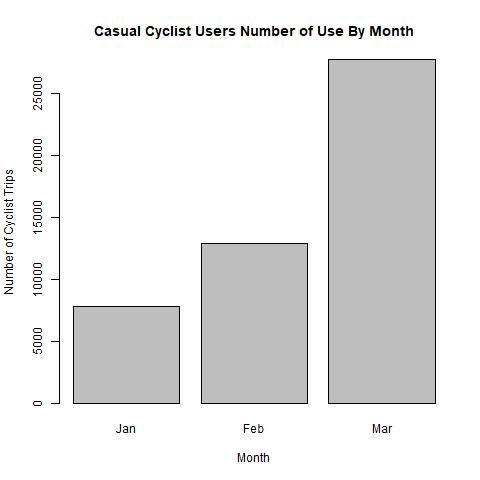 Casual Cyclist Users Number of Use By Month
Number of Cyclist Trips
25000
20000
15000
10000
5000
0
Jan Feb Mar
Month